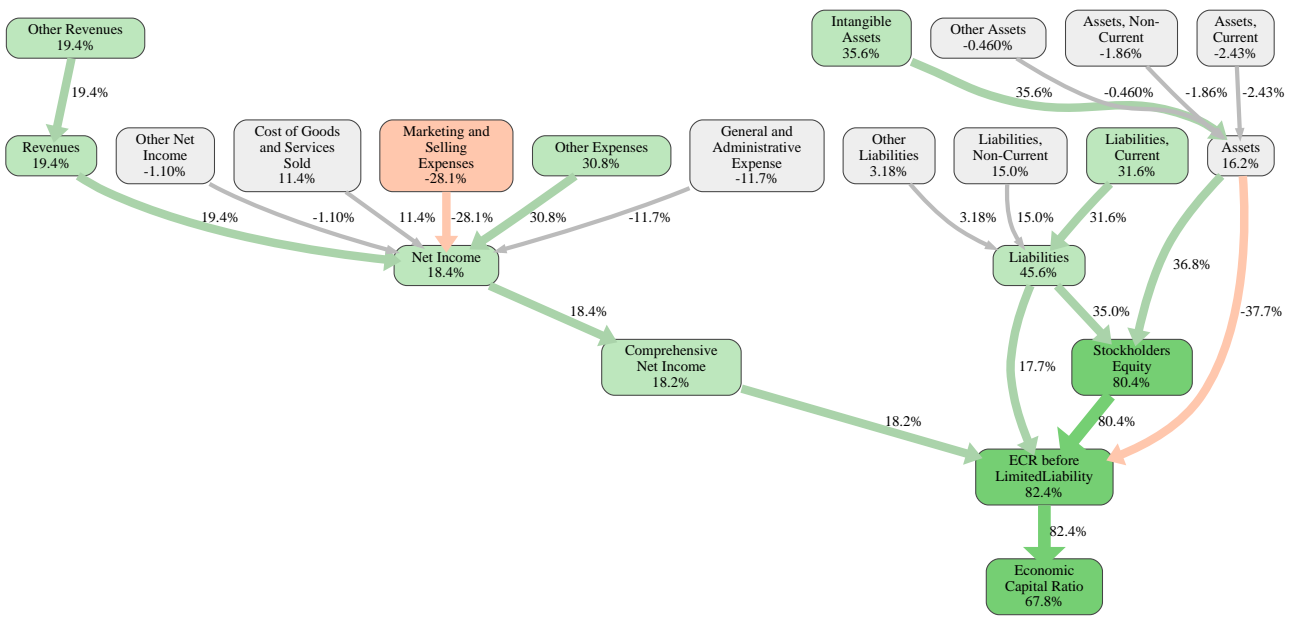 Other Revenues
19.4%
Intangible
Assets
35.6%
Other Assets
-0.460%
Assets, Non-
Current
-1.86%
Assets,
Current
-2.43%
19.4%
35.6%
-0.460%
-1.86%
-2.43%
Revenues
19.4%
Other Net
Income
-1.10%
Cost of Goods
and Services
Sold
11.4%
Marketing and
Selling
Expenses
-28.1%
Other Expenses
30.8%
General and
Administrative
Expense
-11.7%
Other
Liabilities
3.18%
Liabilities,
Non-Current
15.0%
Liabilities,
Current
31.6%
Assets
16.2%
19.4%
-1.10%
11.4%
-28.1%
30.8%
-11.7%
3.18%
15.0%
31.6%
Net Income
18.4%
Liabilities
45.6%
36.8%
18.4%
35.0%
-37.7%
Comprehensive
Net Income
18.2%
17.7%
Stockholders
Equity
80.4%
18.2%
80.4%
ECR before
LimitedLiability
82.4%
82.4%
Economic
Capital Ratio
67.8%